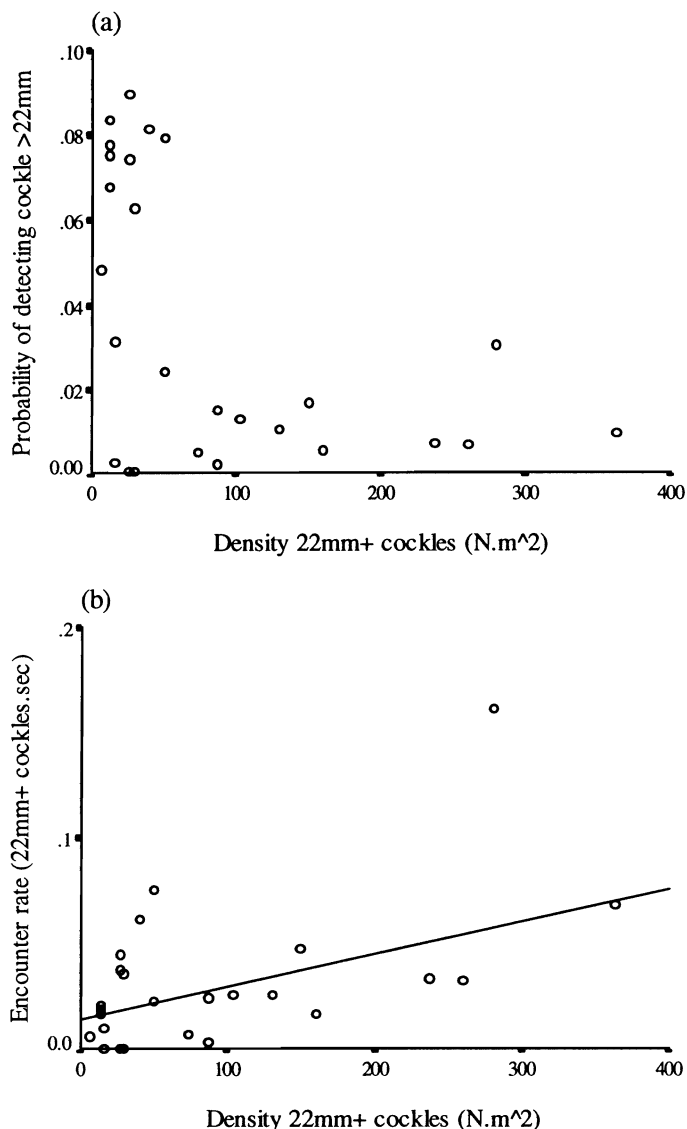 (a)
Probability of detecting cockle >22mm
.10
.08
.06
.04
.02
0.00
0 100 200 300 400
Density 22mm+ cockles (N.m^2)
(b)
Encounter rate (22mm+ cockles.sec)
.2
.1
0.0
0 100 200 300 400
Density 22mm+ cockles (N.m^2)